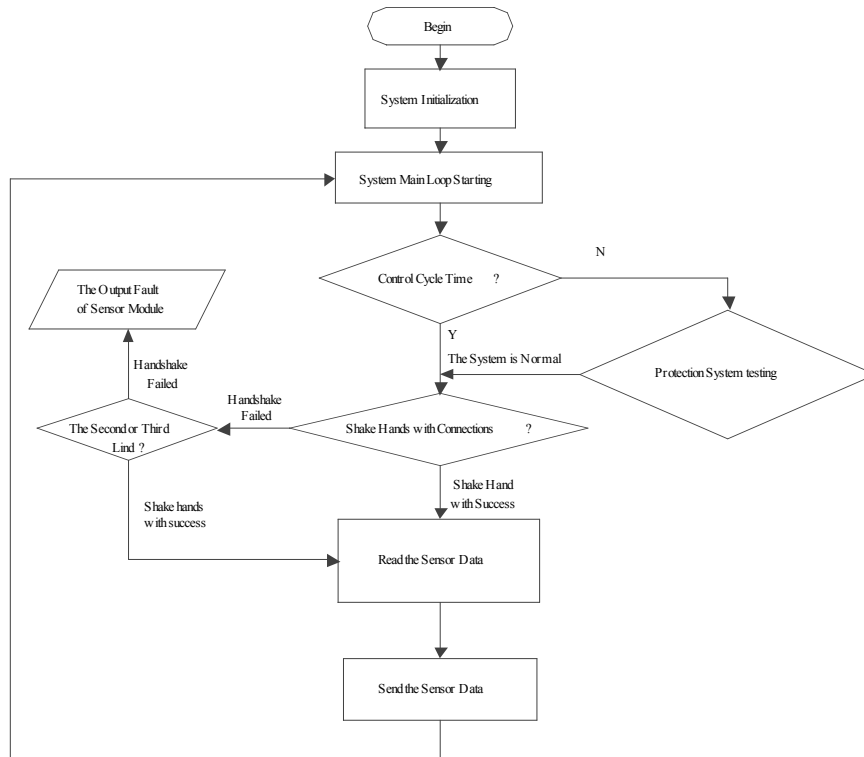 Begin
System Initialization
System Main Loop Starting
Control Cycle Time ?
N
The Output Fault
of Sensor Module
Y
The System is Normal
Protection System testing
Handshake
Failed
Handshake
Failed
The Second or Third
Lind ?
Shake Hands with Connections ?
Shake Hand
with Success
Shake hands
with success
Read the Sensor Data
Send the Sensor Data